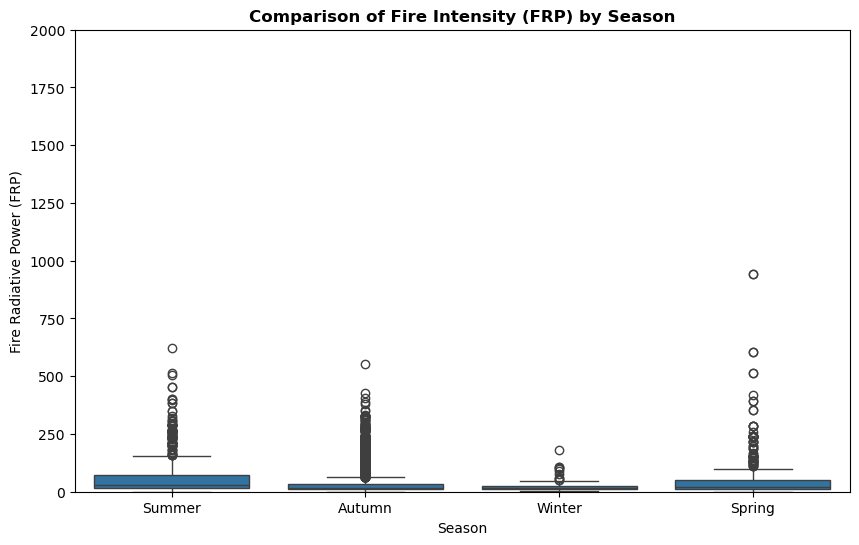 Comparison of Fire Intensity (FRP) by Season
2000
1750
1500
1250
1000
750
500
250
0
Fire Radiative Power (FRP)
Summer Autumn Winter Spring
Season